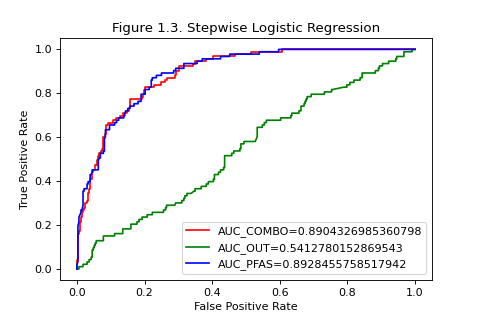 Figure 1.3. Stepwise Logistic Regression
True Positive Rate
1.0
0.8
0.6
0.4
0.2
0.0
AUC_COMBO=0.8904326985360798
AUC_OUT=0.5412780152869543
AUC_PFAS=0.8928455758517942
0.0 0.2 0.4 0.6 0.8 1.0
False Positive Rate